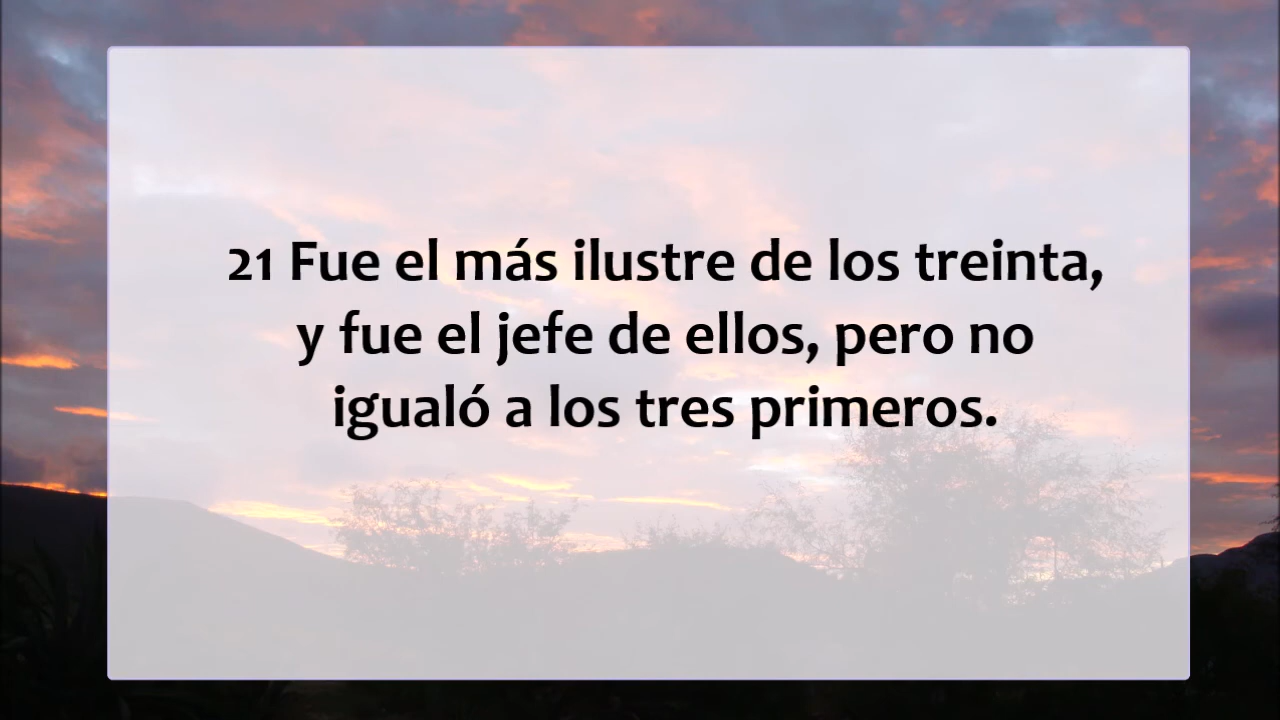 21 Fue el más ilustre de los treinta,
y fue el jefe de ellos, pero no
igualó a los tres primeros.